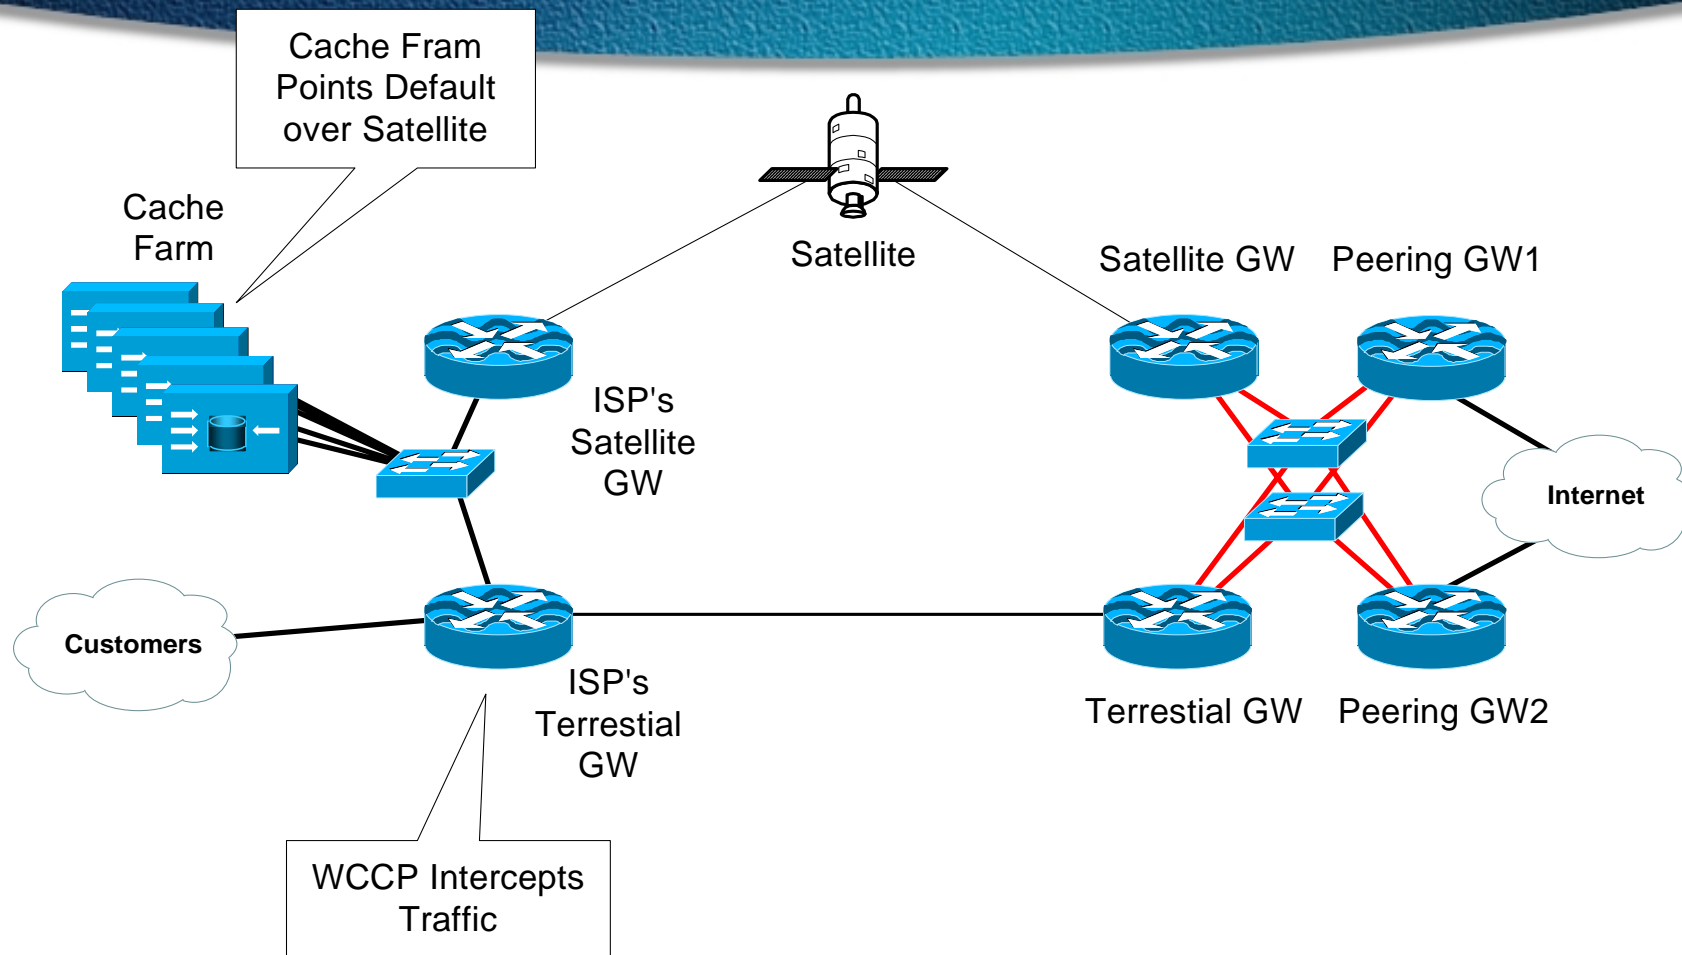 Cache Fram
Points Default
over Satellite
Cache
Farm
Satellite
Satellite GW
Peering GW1
ISP's
Satellite
GW
Internet
Customers
ISP's
Terrestial
GW
Terrestial GW
Peering GW2
WCCP Intercepts
Traffic